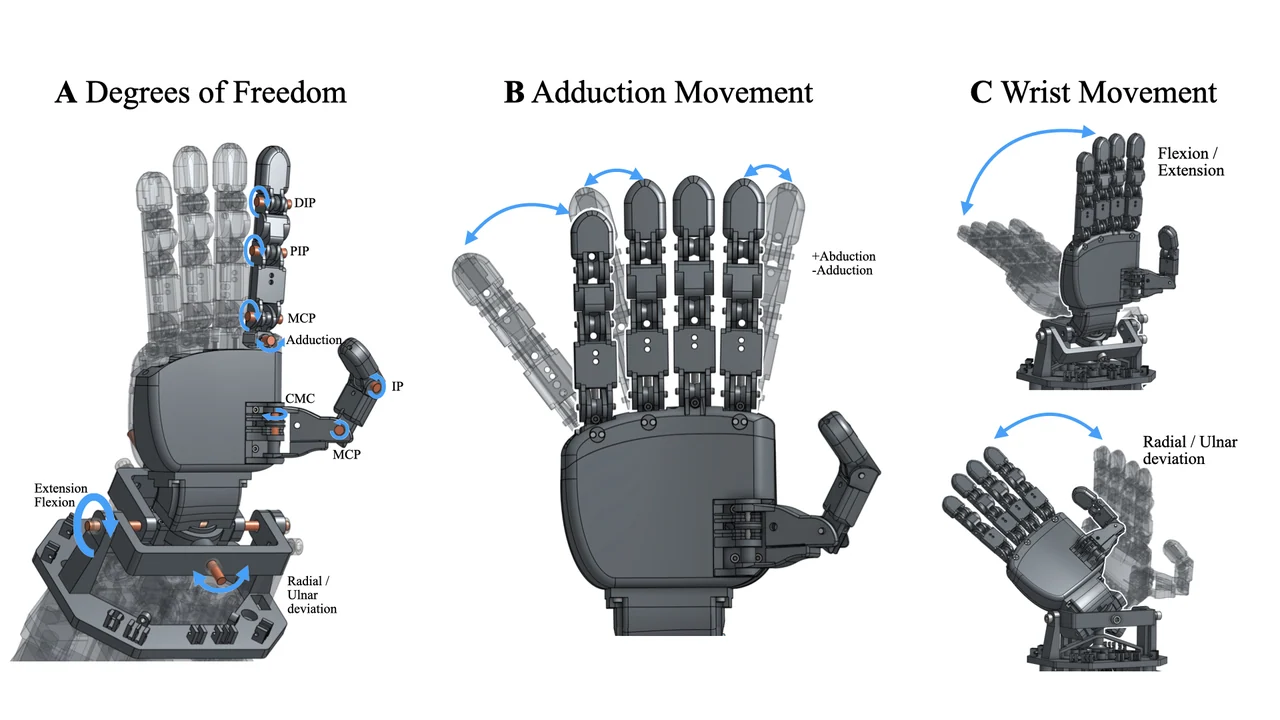 A Degrees of Freedom
DIP
PIP
MCP
Adduction
CMC
IP
MCP
Extension
Flexion
Radial /
Ulnar
deviation
B Adduction Movement
+Abduction
-Adduction
C Wrist Movement
Flexion /
Extension
Radial / Ulnar
deviation